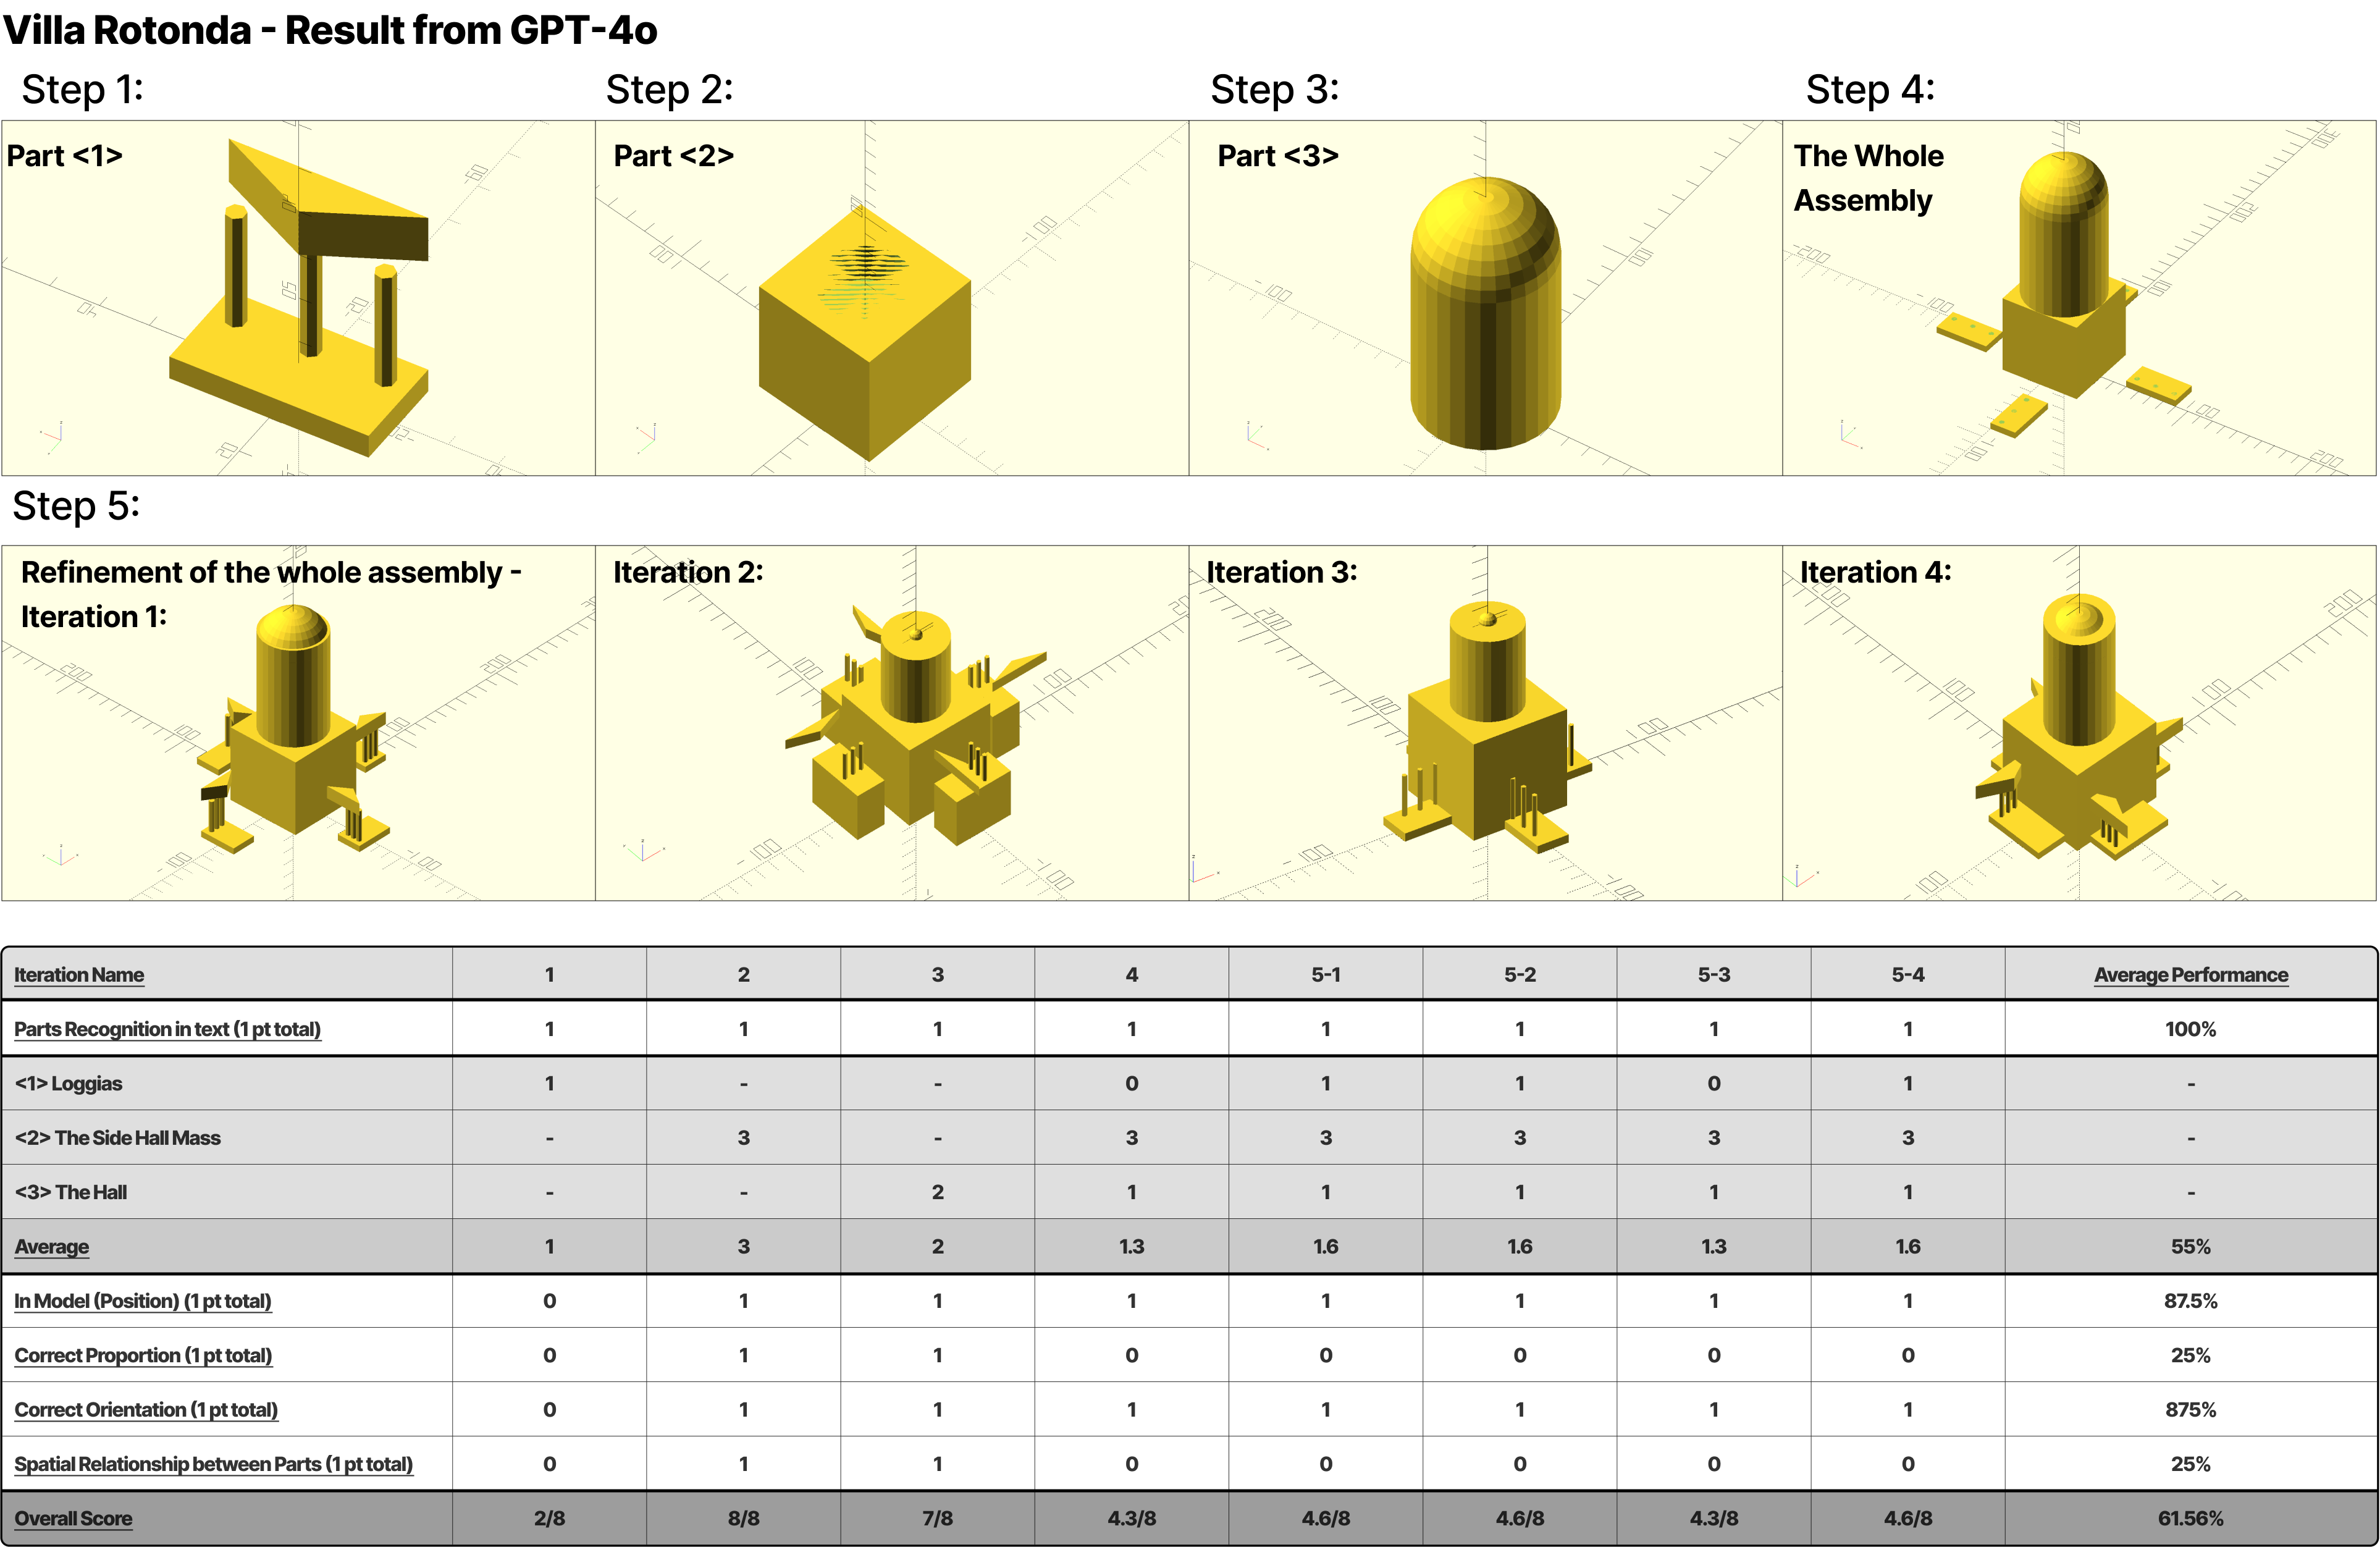 Villa Rotonda - Result from GPT-4o
Step 1:
Step 2:
Step 3:
Step 4:
Part <1>
Part <2>
Part <3>
The Whole
Assembly
Step 5:
Refinement of the whole assembly -
Iteration 1:
Iteration 2:
Iteration 3:
Iteration 4:
Iteration Name 1 2 3 4 5-1 5-2 5-3 5-4 Average Performance
Parts Recognition in text (1 pt total) 1 1 1 1 1 1 1 1 100%
<1> Loggias 1 - - 0 1 1 0 1 -
<2> The Side Hall Mass - 3 - 3 3 3 3 3 -
<3> The Hall - - 2 1 1 1 1 1 -
Average 1 3 2 1.3 1.6 1.6 1.3 1.6 55%
In Model (Position) (1 pt total) 0 1 1 1 1 1 1 1 87.5%
Correct Proportion (1 pt total) 0 1 1 0 0 0 0 0 25%
Correct Orientation (1 pt total) 0 1 1 1 1 1 1 1 875%
Spatial Relationship between Parts (1 pt total) 0 1 1 0 0 0 0 0 25%
Overall Score 2/8 8/8 7/8 4.3/8 4.6/8 4.6/8 4.3/8 4.6/8 61.56%